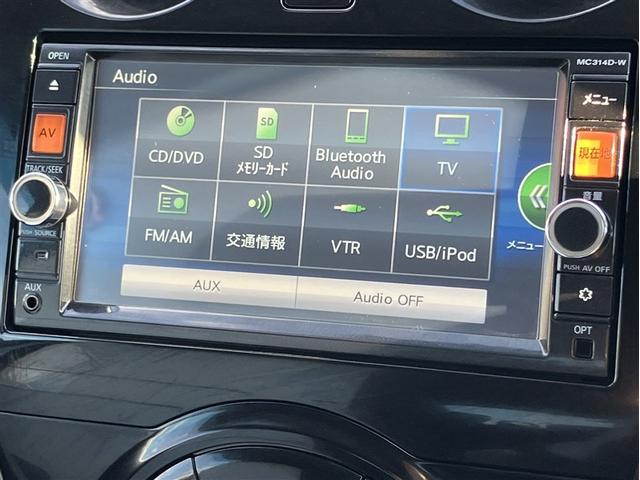 OPEN
MC314D-W
AV
TRACK/SEEK
PUSH SOURCE
AUX
Audio
CD/DVD
SD
SD
メモリーカード
Bluetooth
Audio
TV
FM/AM
交通情報
VTR
USB/iPod
メニュー
AUX
Audio OFF
メニュー
現在地
音量
PUSH AV OFF
OPT